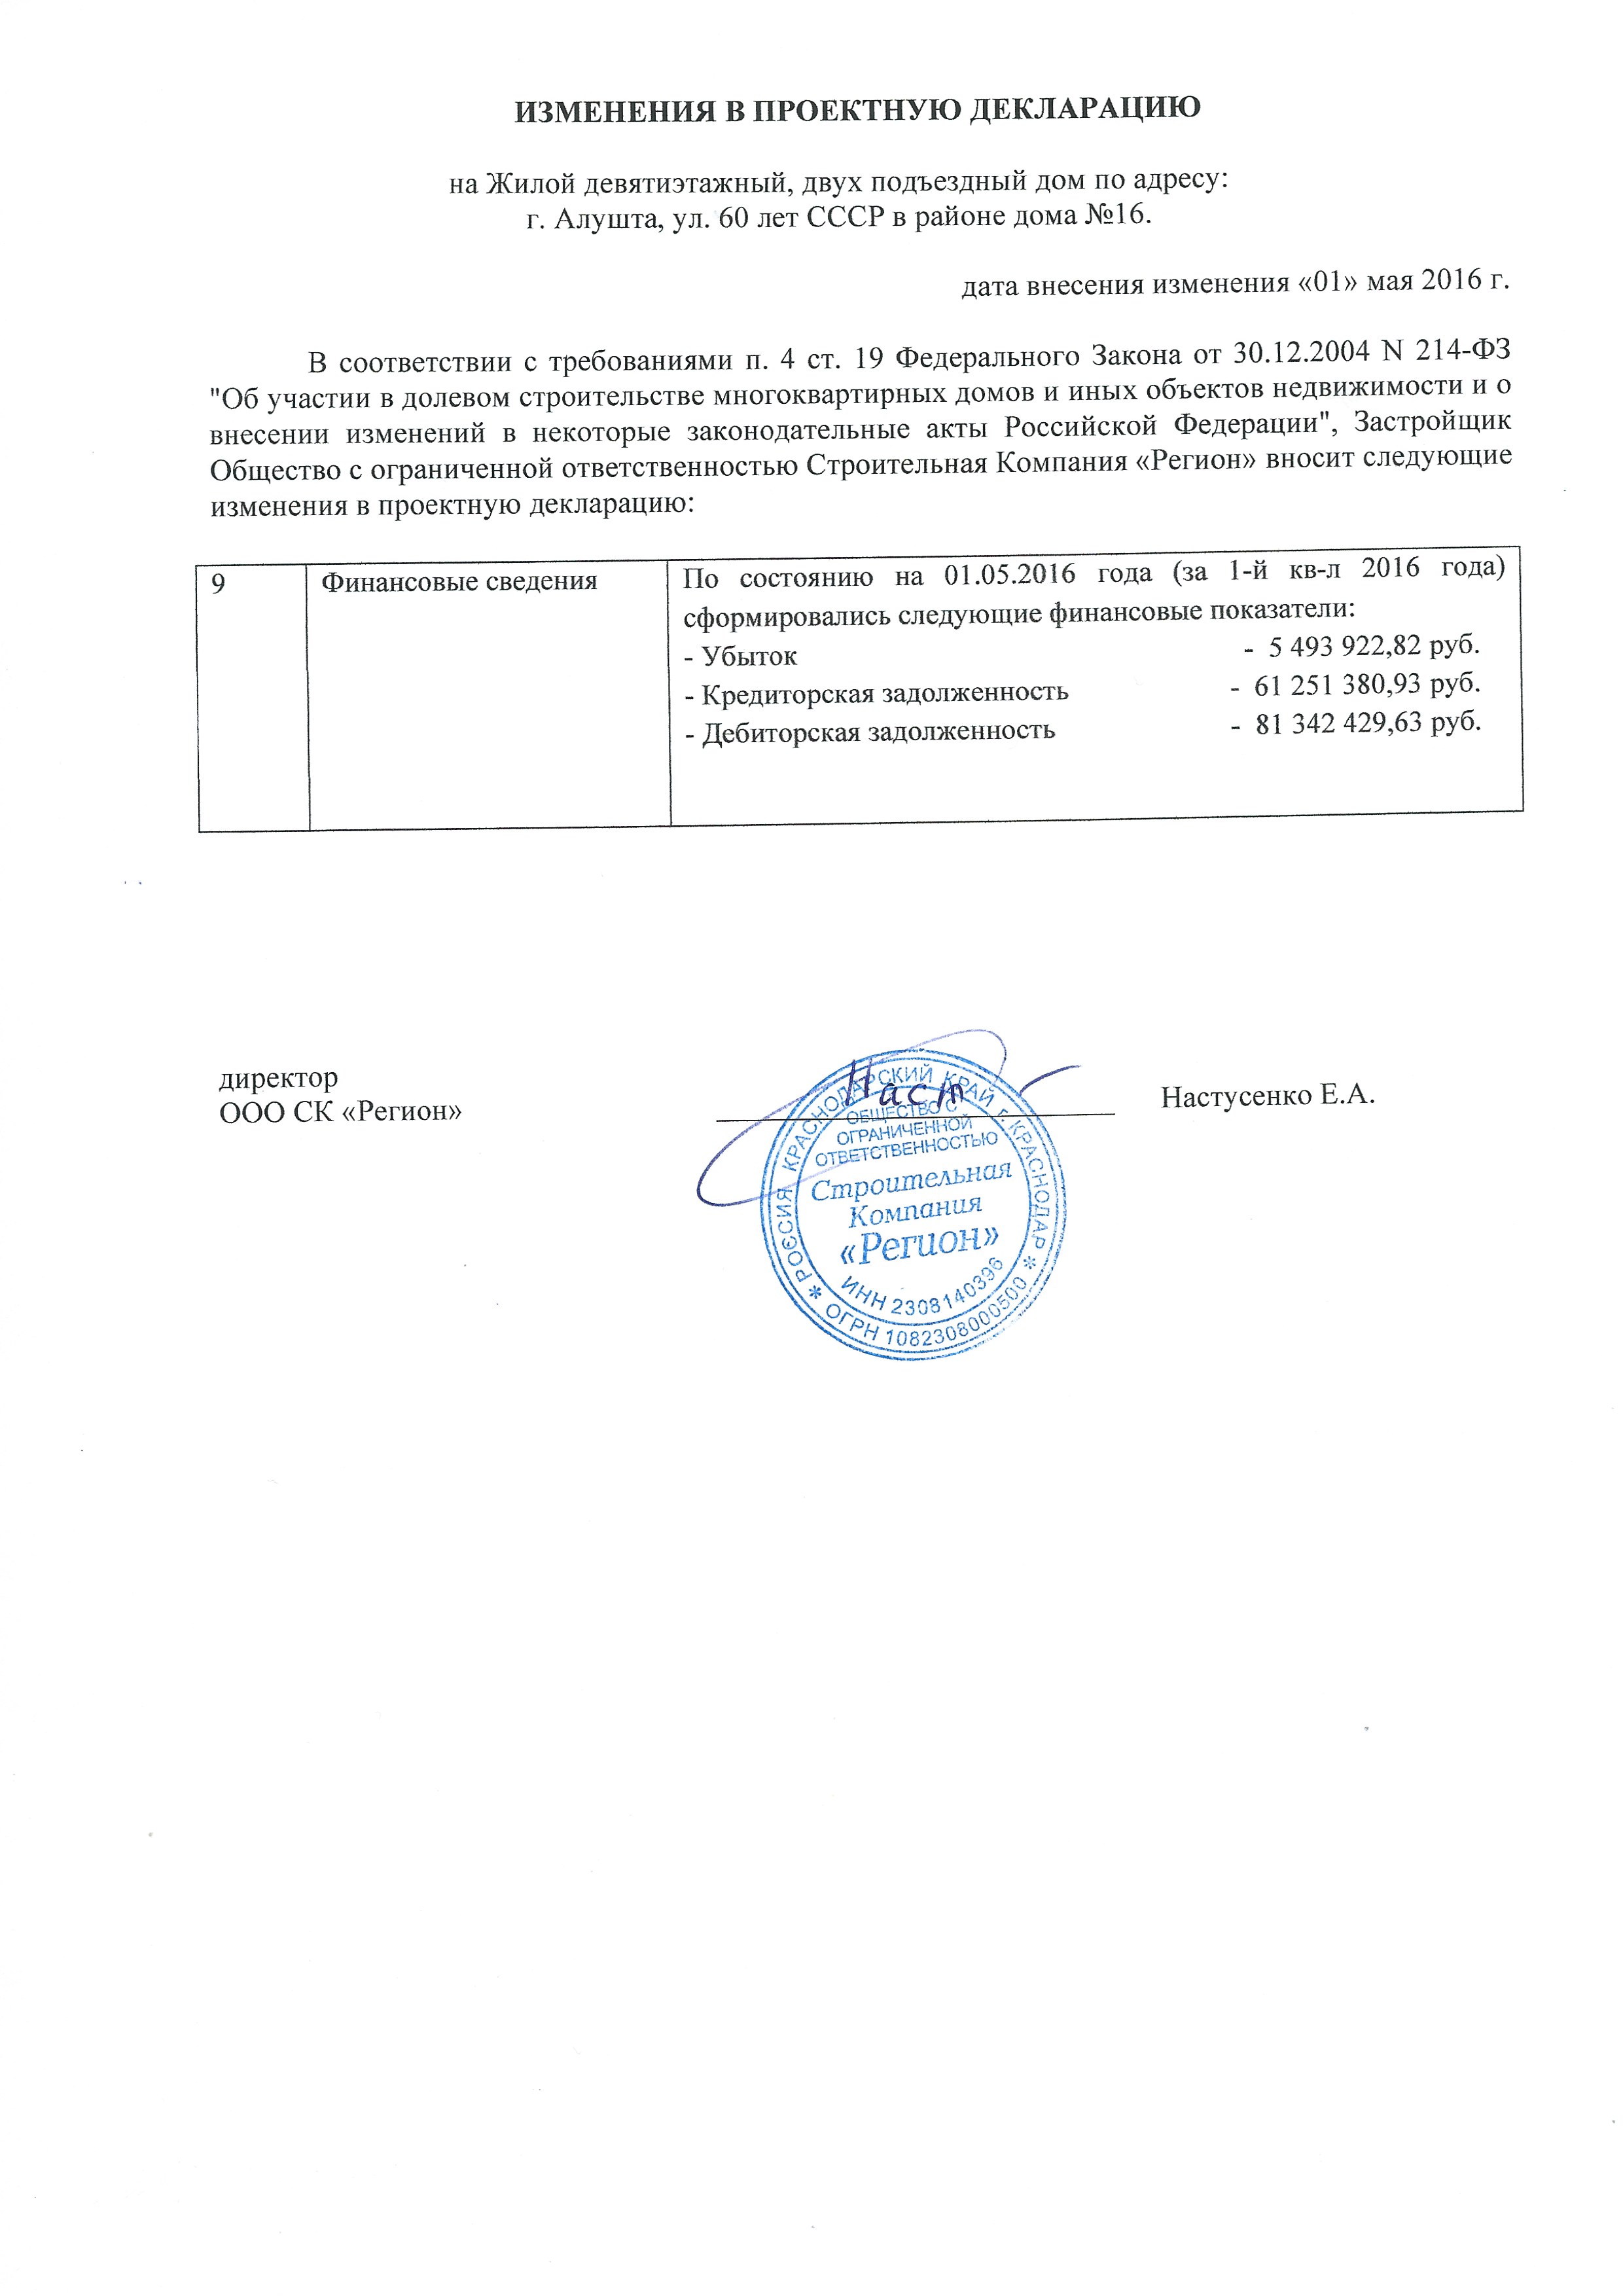 ИЗМЕНЕНИЯ В ПРОЕКТНУЮ ДЕКЛАРАЦИЮ
на Жилой девятиэтажный, двух подъездный дом по адресу:
г. Алушта, ул. 60 лет СССР в районе дома №16.
дата внесения изменения «01» мая 2016 г.
В соответствии с требованиями п. 4 ст. 19 Федерального Закона от 30.12.2004 N 214-ФЗ
"Об участии в долевом строительстве многоквартирных домов и иных объектов недвижимости и о
внесении изменений в некоторые законодательные акты Российской Федерации", Застройщик
Общество с ограниченной ответственностью Строительная Компания «Регион» вносит следующие
изменения в проектную декларацию:
9 Финансовые сведения По состоянию на 01.05.2016 года (за 1-й кв-л 2016 года)
сформировались следующие финансовые показатели:
- Убыток - 5 493 922,82 руб.
- Кредиторская задолженность - 61 251 380,93 руб.
- Дебиторская задолженность - 81 342 429,63 руб.
директор
ООО СК «Регион» Наст Настусенко Е.А.
РОССИЯ КРАСНОДАРСКИЙ КРАЙ Г. КРАСНОДАР
ОБЩЕСТВО С
ОГРАНИЧЕННОЙ
ОТВЕТСТВЕННОСТЬЮ
Строительная
Компания
«Регион»
ИНН 2308140396
* ОГРН 1082308000500 *